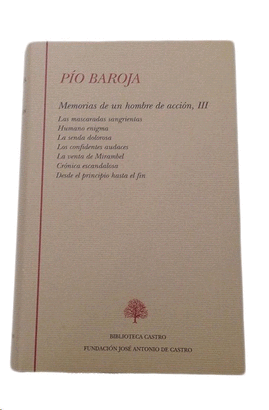 PÍO BAROJA
Memorias de un hombre de acción, III
Las mascaradas sangrientas
Humano enigma
La senda dolorosa
Los confidentes audaces
La venta de Mirambel
Crónica escandalosa
Desde el principio hasta el fin
BIBLIOTECA CASTRO
FUNDACIÓN JOSÉ ANTONIO DE CASTRO